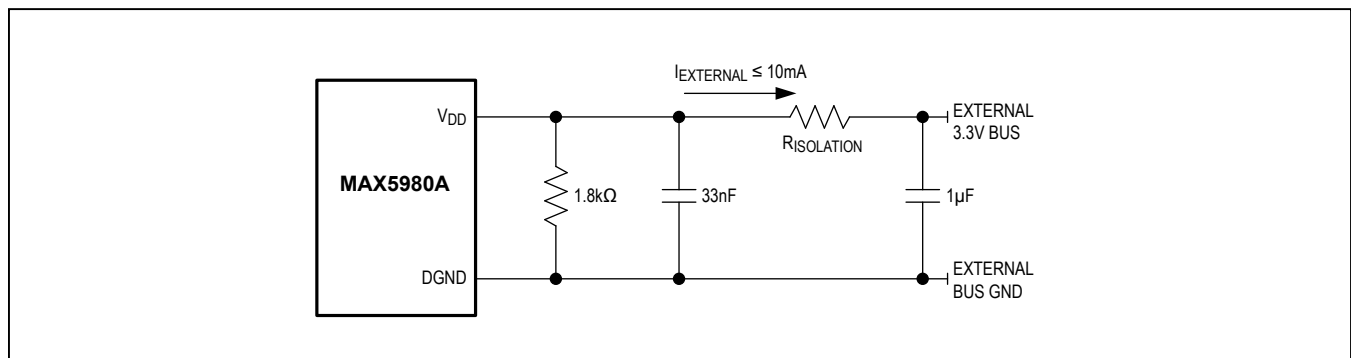 I_EXTERNAL ≤ 10mA
V_DD
EXTERNAL
3.3V BUS
R_ISOLATION
MAX5980A
1.8kΩ
33nF
1µF
DGND
EXTERNAL
BUS GND